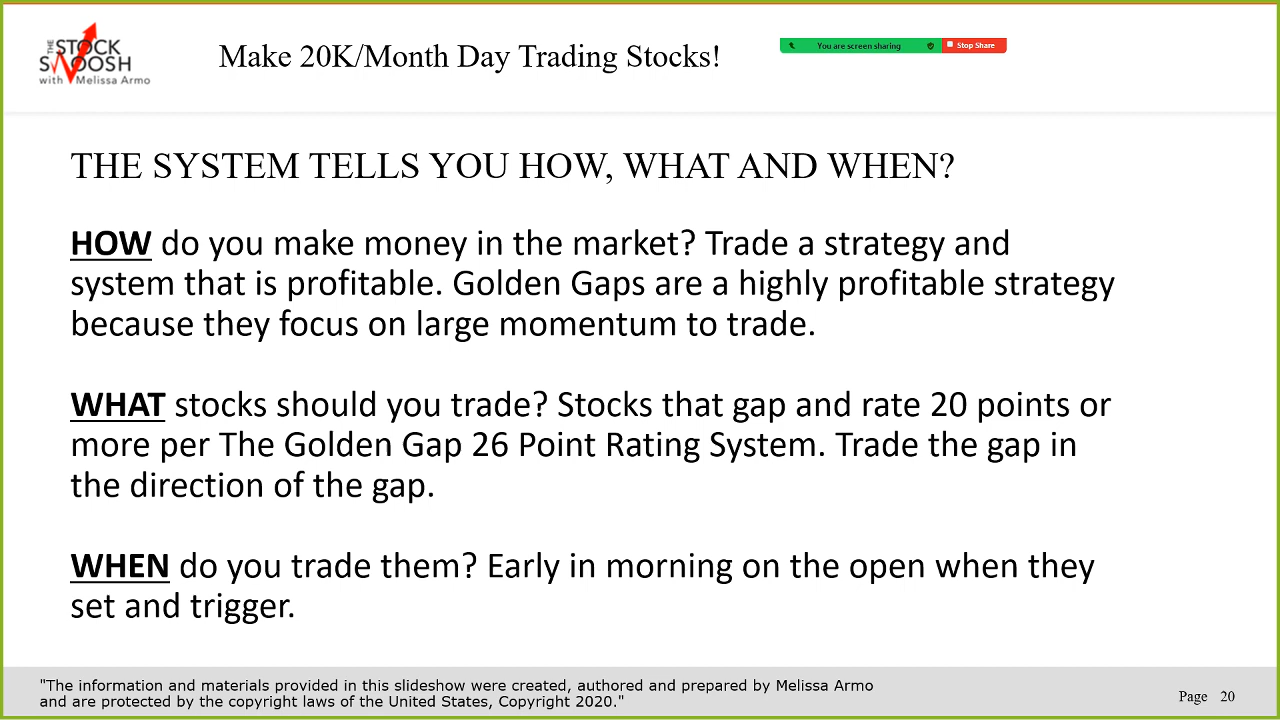 THE
STOCK
SWOOSH
with Melissa Armo
Make 20K/Month Day Trading Stocks!
You are screen sharing
Stop Share
THE SYSTEM TELLS YOU HOW, WHAT AND WHEN?
HOW do you make money in the market? Trade a strategy and
system that is profitable. Golden Gaps are a highly profitable strategy
because they focus on large momentum to trade.
WHAT stocks should you trade? Stocks that gap and rate 20 points or
more per The Golden Gap 26 Point Rating System. Trade the gap in
the direction of the gap.
WHEN do you trade them? Early in morning on the open when they
set and trigger.
"The information and materials provided in this slideshow were created, authored and prepared by Melissa Armo
and are protected by the copyright laws of the United States, Copyright 2020."
Page 20